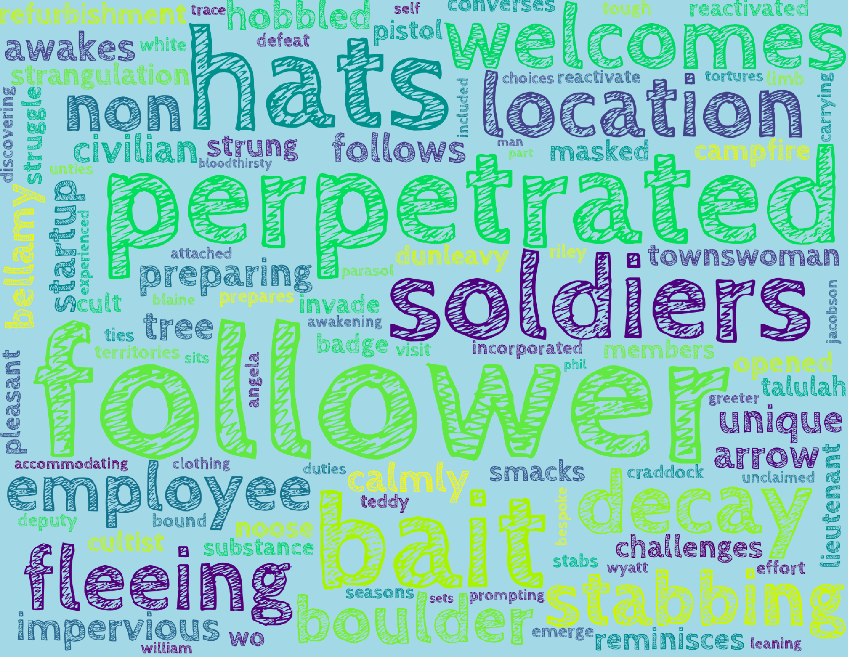 refurbishment trace hobbled self converses tough reactivated
awakes white defeat pistol welcomes
strangulation hats choices reactivate tortures limb
discovering struggle non included location carrying
civilian strung follows man masked campfire
unties bloodthirsty part
perpetrated
bellamy startup experienced attached dunleavy riley townswoman
preparing parasol
cult blaine prepares invade soldiers jacobson
ties tree awakening incorporated
territories sits badge visit members opened
pleasant angela follower phil talulah
greeter unique
accommodating clothing duties calmly smacks craddock arrow unclaimed
employee teddy decay lieutenant
deputy bound noose bait
cultist substance challenges
fleeing stabs wyatt effort
seasons sets prompting stabbing
impervious wo boulder emerge reminisces leaning
william